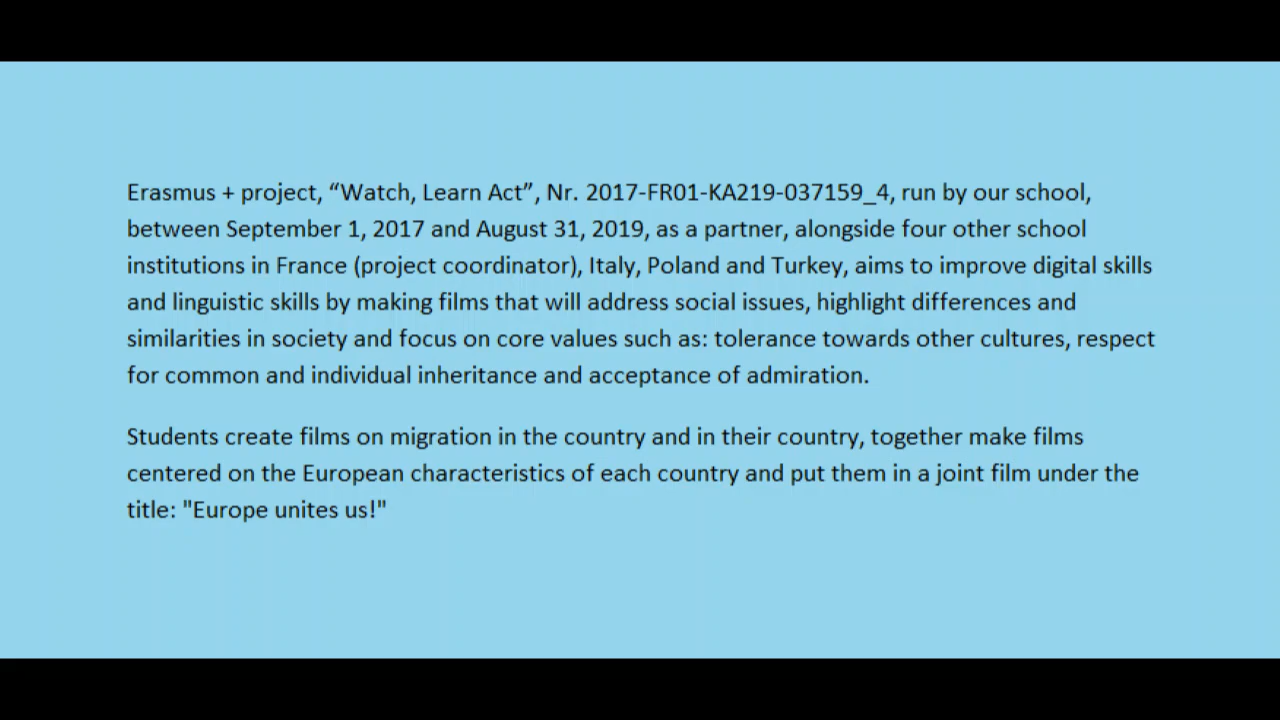 Erasmus + project, “Watch, Learn Act”, Nr. 2017-FR01-KA219-037159_4, run by our school,
between September 1, 2017 and August 31, 2019, as a partner, alongside four other school
institutions in France (project coordinator), Italy, Poland and Turkey, aims to improve digital skills
and linguistic skills by making films that will address social issues, highlight differences and
similarities in society and focus on core values such as: tolerance towards other cultures, respect
for common and individual inheritance and acceptance of admiration.
Students create films on migration in the country and in their country, together make films
centered on the European characteristics of each country and put them in a joint film under the
title: "Europe unites us!"